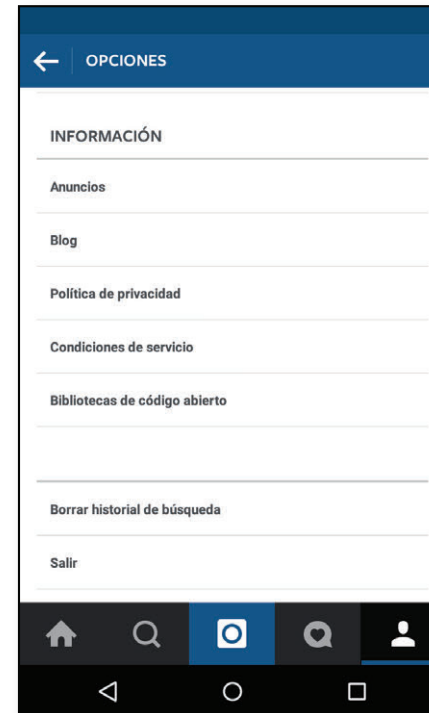 OPCIONES
INFORMACIÓN
Anuncios
Blog
Política de privacidad
Condiciones de servicio
Bibliotecas de código abierto
Borrar historial de búsqueda
Salir